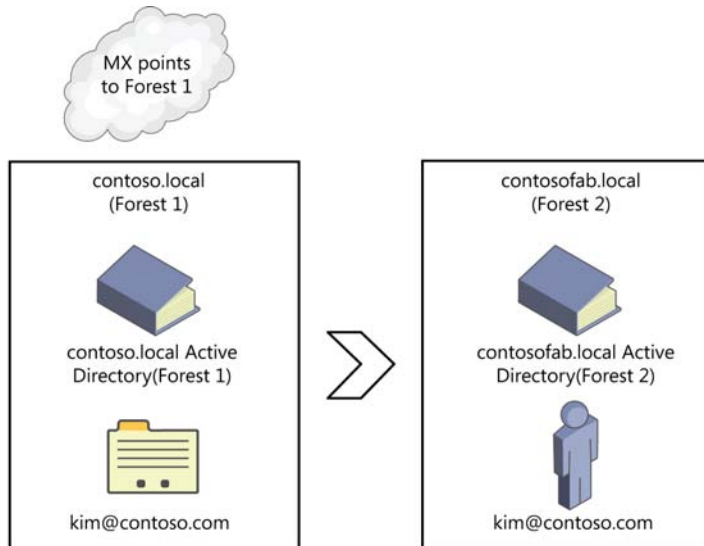 MX points
to Forest 1
contoso.local
(Forest 1)
contoso.local Active
Directory(Forest 1)
kim@contoso.com
contosofab.local
(Forest 2)
contosofab.local Active
Directory(Forest 2)
kim@contoso.com